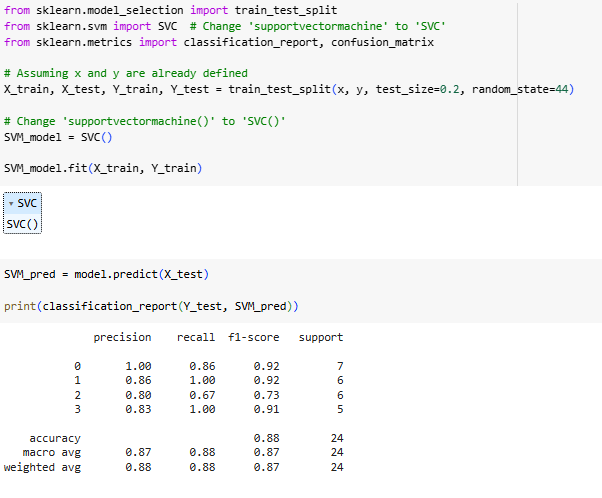 from sklearn.model_selection import train_test_split
from sklearn.svm import SVC  # Change 'supportvectormachine' to 'SVC'
from sklearn.metrics import classification_report, confusion_matrix
# Assuming x and y are already defined
X_train, X_test, Y_train, Y_test = train_test_split(x, y, test_size=0.2, random_state=44)
# Change 'supportvectormachine()' to 'SVC()'
SVM_model = SVC()
SVM_model.fit(X_train, Y_train)
▾ SVC
SVC()
SVM_pred = model.predict(X_test)
print(classification_report(Y_test, SVM_pred))
precision recall f1-score support
0 1.00 0.86 0.92 7
1 0.86 1.00 0.92 6
2 0.80 0.67 0.73 6
3 0.83 1.00 0.91 5
accuracy 0.88 24
macro avg 0.87 0.88 0.87 24
weighted avg 0.88 0.88 0.87 24